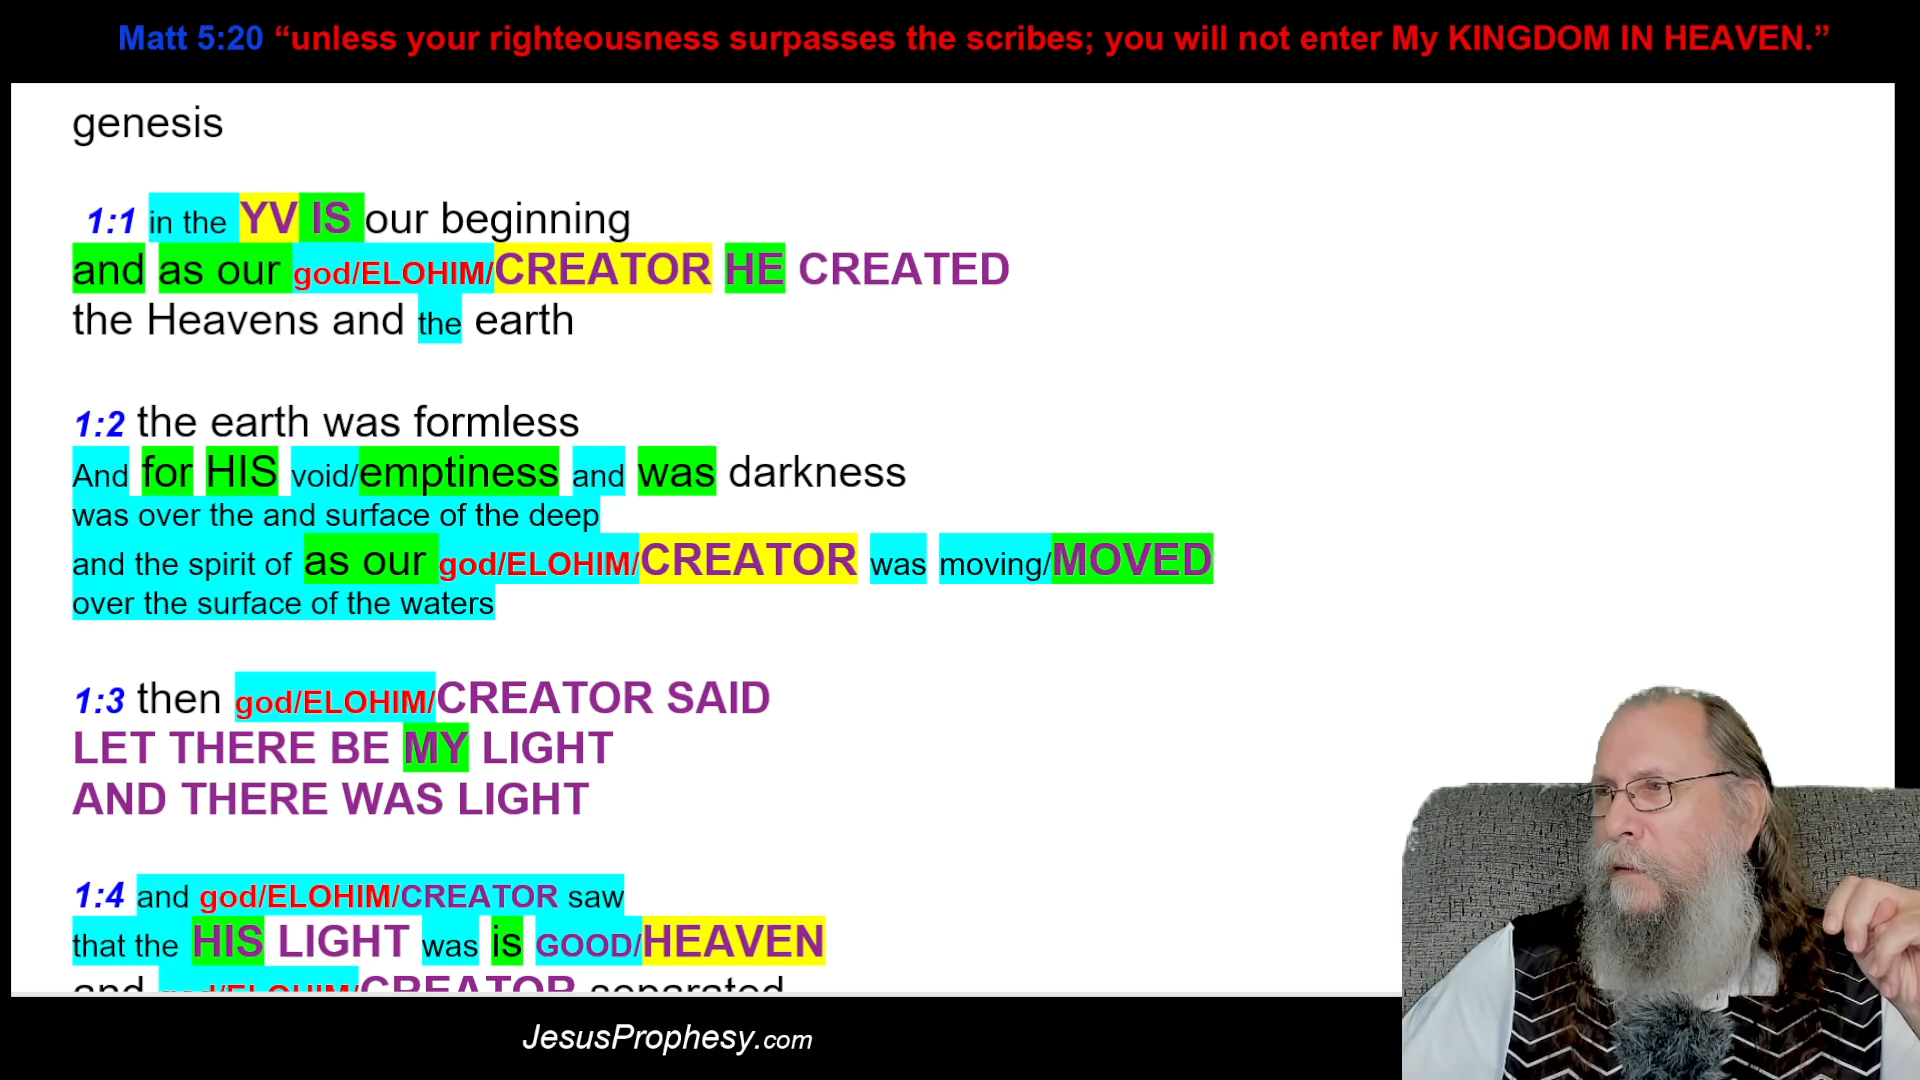 Matt 5:20 “unless your righteousness surpasses the scribes; you will not enter My KINGDOM IN HEAVEN.”
genesis
1:1 in the YV IS our beginning
and as our god/ELOHIM/CREATOR HE CREATED
the Heavens and the earth
1:2 the earth was formless
And for HIS void/emptiness and was darkness
was over the and surface of the deep
and the spirit of as our god/ELOHIM/CREATOR was moving/MOVED
over the surface of the waters
1:3 then god/ELOHIM/CREATOR SAID
LET THERE BE MY LIGHT
AND THERE WAS LIGHT
1:4 and god/ELOHIM/CREATOR saw
that the HIS LIGHT was is GOOD/HEAVEN
and god/ELOHIM/CREATOR separated
JesusProphesy.com